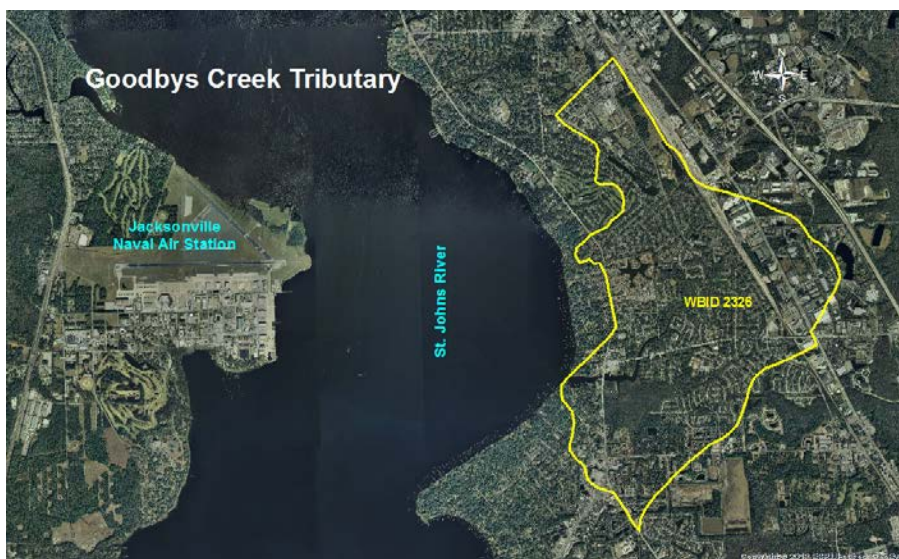 Goodbys Creek Tributary
N
W E
S
Jacksonville
Naval Air Station
St. Johns River
WBID 2326